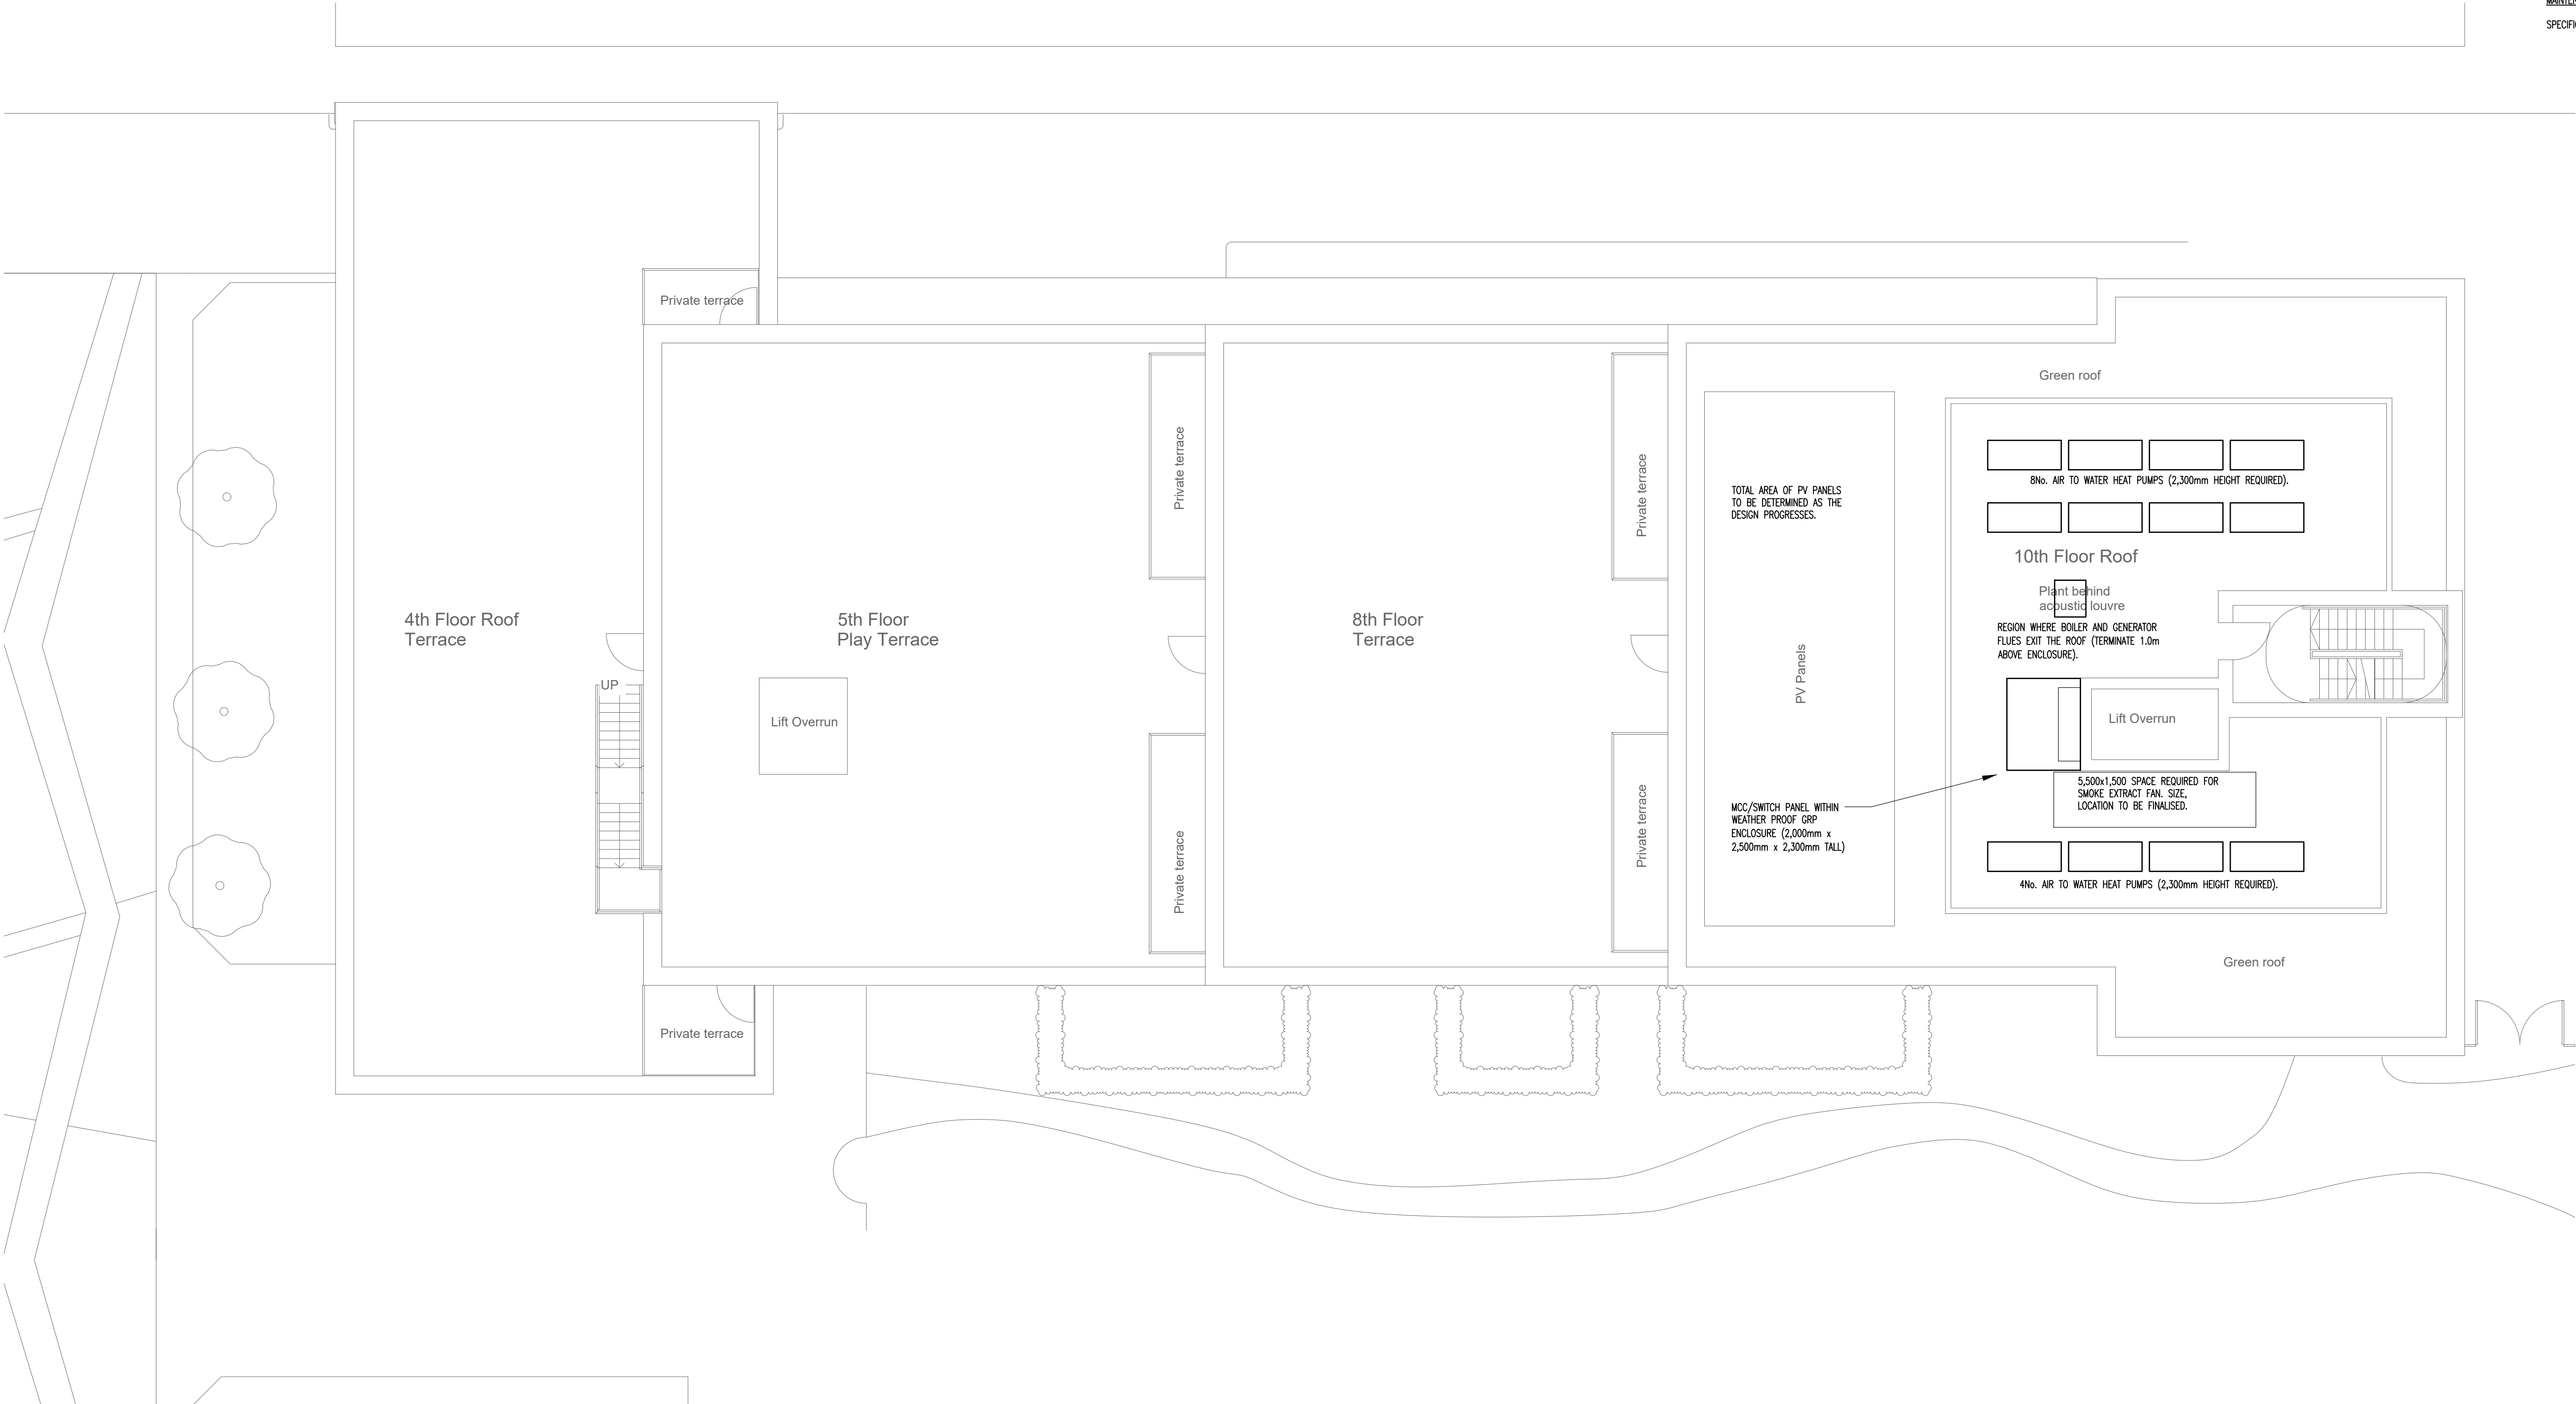 SPECIFI
Private terrace
Green roof
Private terrace
Private terrace
TOTAL AREA OF PV PANELS
TO BE DETERMINED AS THE
DESIGN PROGRESSES.
8No. AIR TO WATER HEAT PUMPS (2,300mm HEIGHT REQUIRED).
10th Floor Roof
Plant behind
acoustic louvre
4th Floor Roof
Terrace
5th Floor
Play Terrace
8th Floor
Terrace
REGION WHERE BOILER AND GENERATOR
FLUES EXIT THE ROOF (TERMINATE 1.0m
ABOVE ENCLOSURE).
PV Panels
UP
Lift Overrun
Lift Overrun
5,500x1,500 SPACE REQUIRED FOR
SMOKE EXTRACT FAN. SIZE,
LOCATION TO BE FINALISED.
MCC/SWITCH PANEL WITHIN
WEATHER PROOF GRP
ENCLOSURE (2,000mm x
2,500mm x 2,300mm TALL)
Private terrace
Private terrace
4No. AIR TO WATER HEAT PUMPS (2,300mm HEIGHT REQUIRED).
Green roof
Private terrace